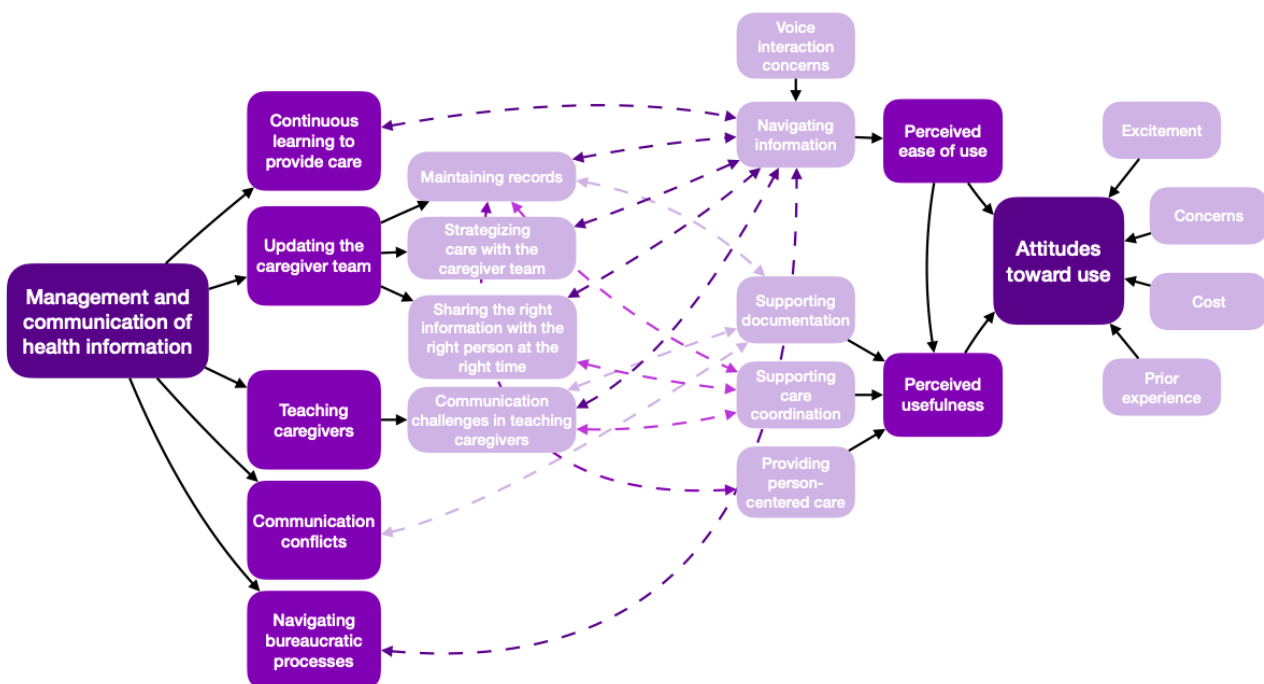 Management and
communication of
health information
Continuous
learning to
provide care
Updating the
caregiver team
Teaching
caregivers
Communication
conflicts
Navigating
bureaucratic
processes
Maintaining records
Strategizing
care with the
caregiver team
Sharing the right
information with the
right person at the
right time
Communication
challenges in teaching
caregivers
Voice
interaction
concerns
Navigating
information
Supporting
documentation
Supporting
care
coordination
Providing
person-
centered care
Perceived
ease of use
Perceived
usefulness
Attitudes
toward use
Excitement
Concerns
Cost
Prior
experience